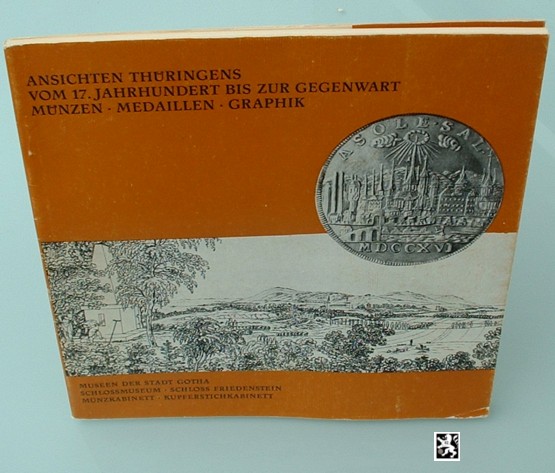 ANSICHTEN THÜRINGENS
VOM 17. JAHRHUNDERT BIS ZUR GEGENWART
MÜNZEN · MEDAILLEN · GRAPHIK
A SOLE · SAL
MDCCXVI
MUSEEN DER STADT GOTHA
SCHLOSSMUSEUM · SCHLOSS FRIEDENSTEIN
MÜNZKABINETT · KUPFERSTICHKABINETT